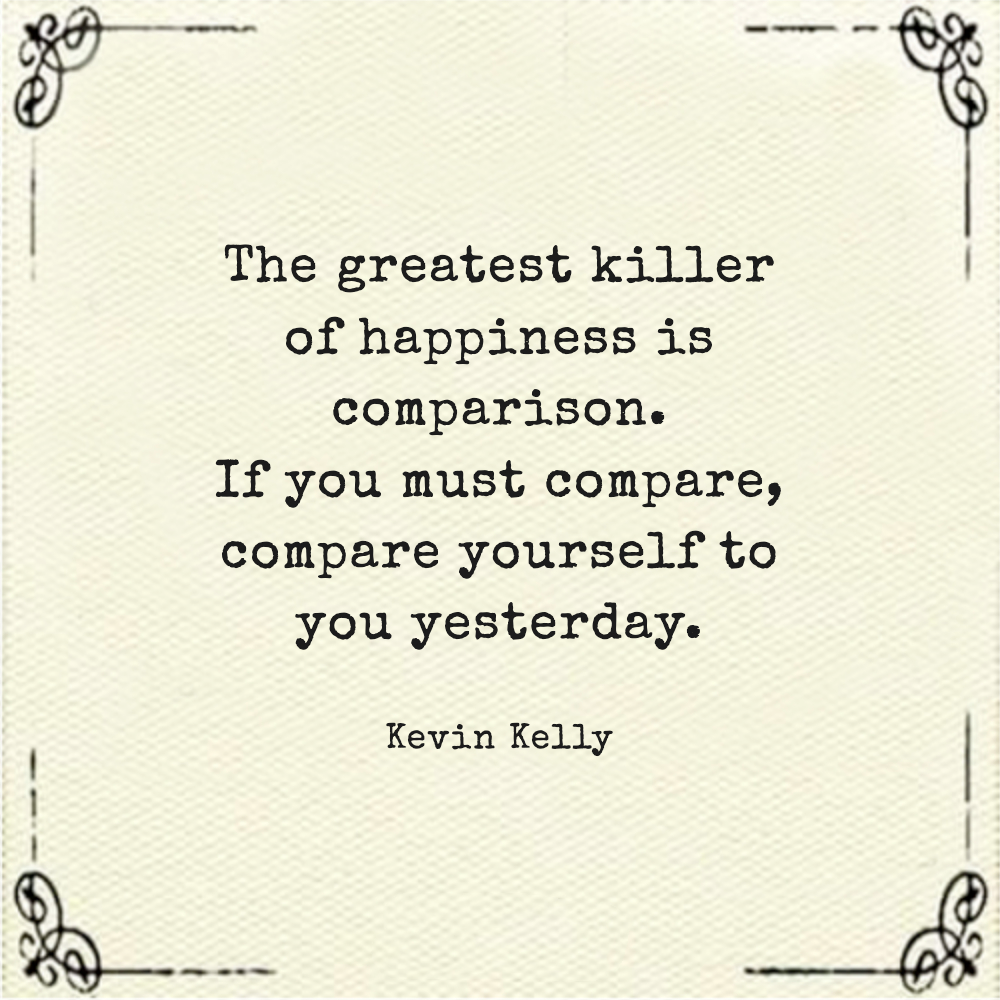 The greatest killer
of happiness is
comparison.
If you must compare,
compare yourself to
you yesterday.
Kevin Kelly